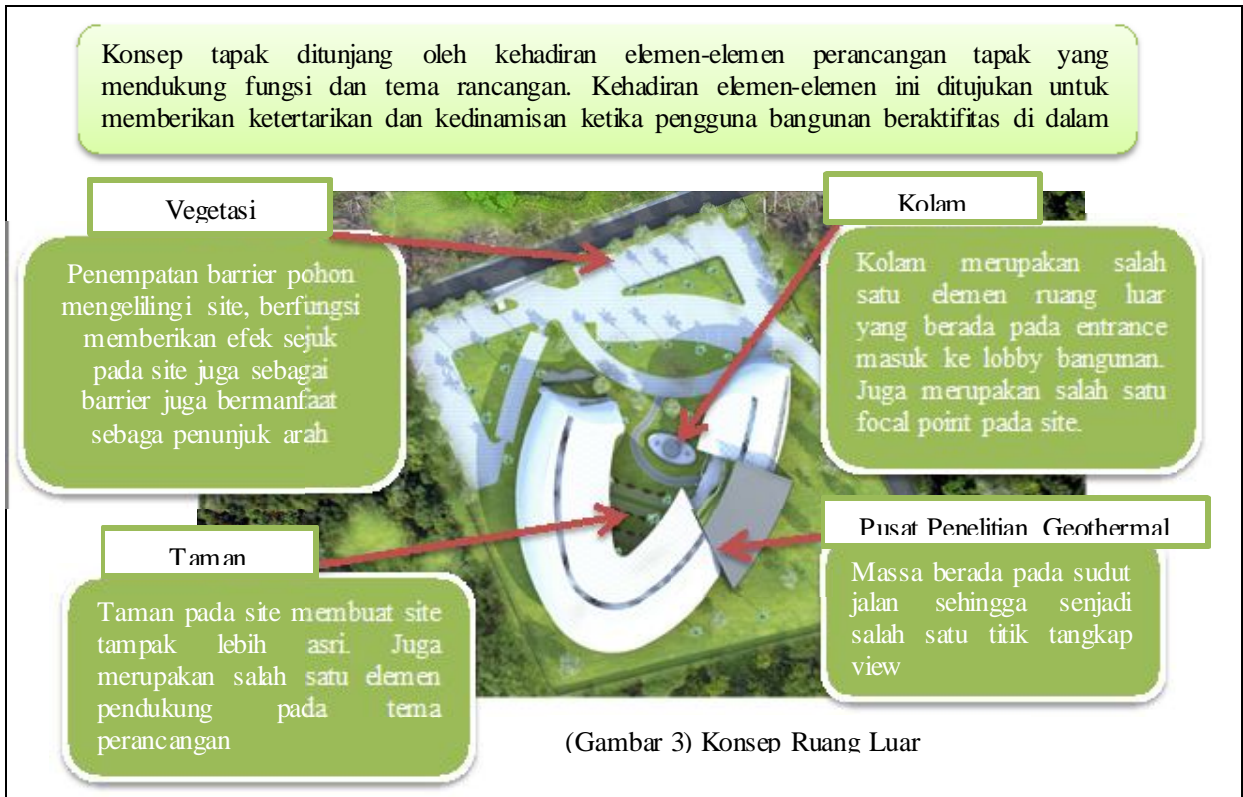 Konsep tapak ditunjang oleh kehadiran elemen-elemen perancangan tapak yang
mendukung fungsi dan tema rancangan. Kehadiran elemen-elemen ini ditujukan untuk
memberikan ketertarikan dan kedinamisan ketika pengguna bangunan beraktifitas di dalam
Vegetasi
Penempatan barrier pohon
mengelilingi site, berfungsi
memberikan efek sejuk
pada site juga sebagai
barrier juga bermanfaat
sebaga penunjuk arah
Kolam
Kolam merupakan salah
satu elemen ruang luar
yang berada pada entrance
masuk ke lobby bangunan.
Juga merupakan salah satu
focal point pada site.
Taman
Taman pada site membuat site
tampak lebih asri. Juga
merupakan salah satu elemen
pendukung pada tema
perancangan
Pusat Penelitian Geothermal
Massa berada pada sudut
jalan sehingga senjadi
salah satu titik tangkap
view
(Gambar 3) Konsep Ruang Luar